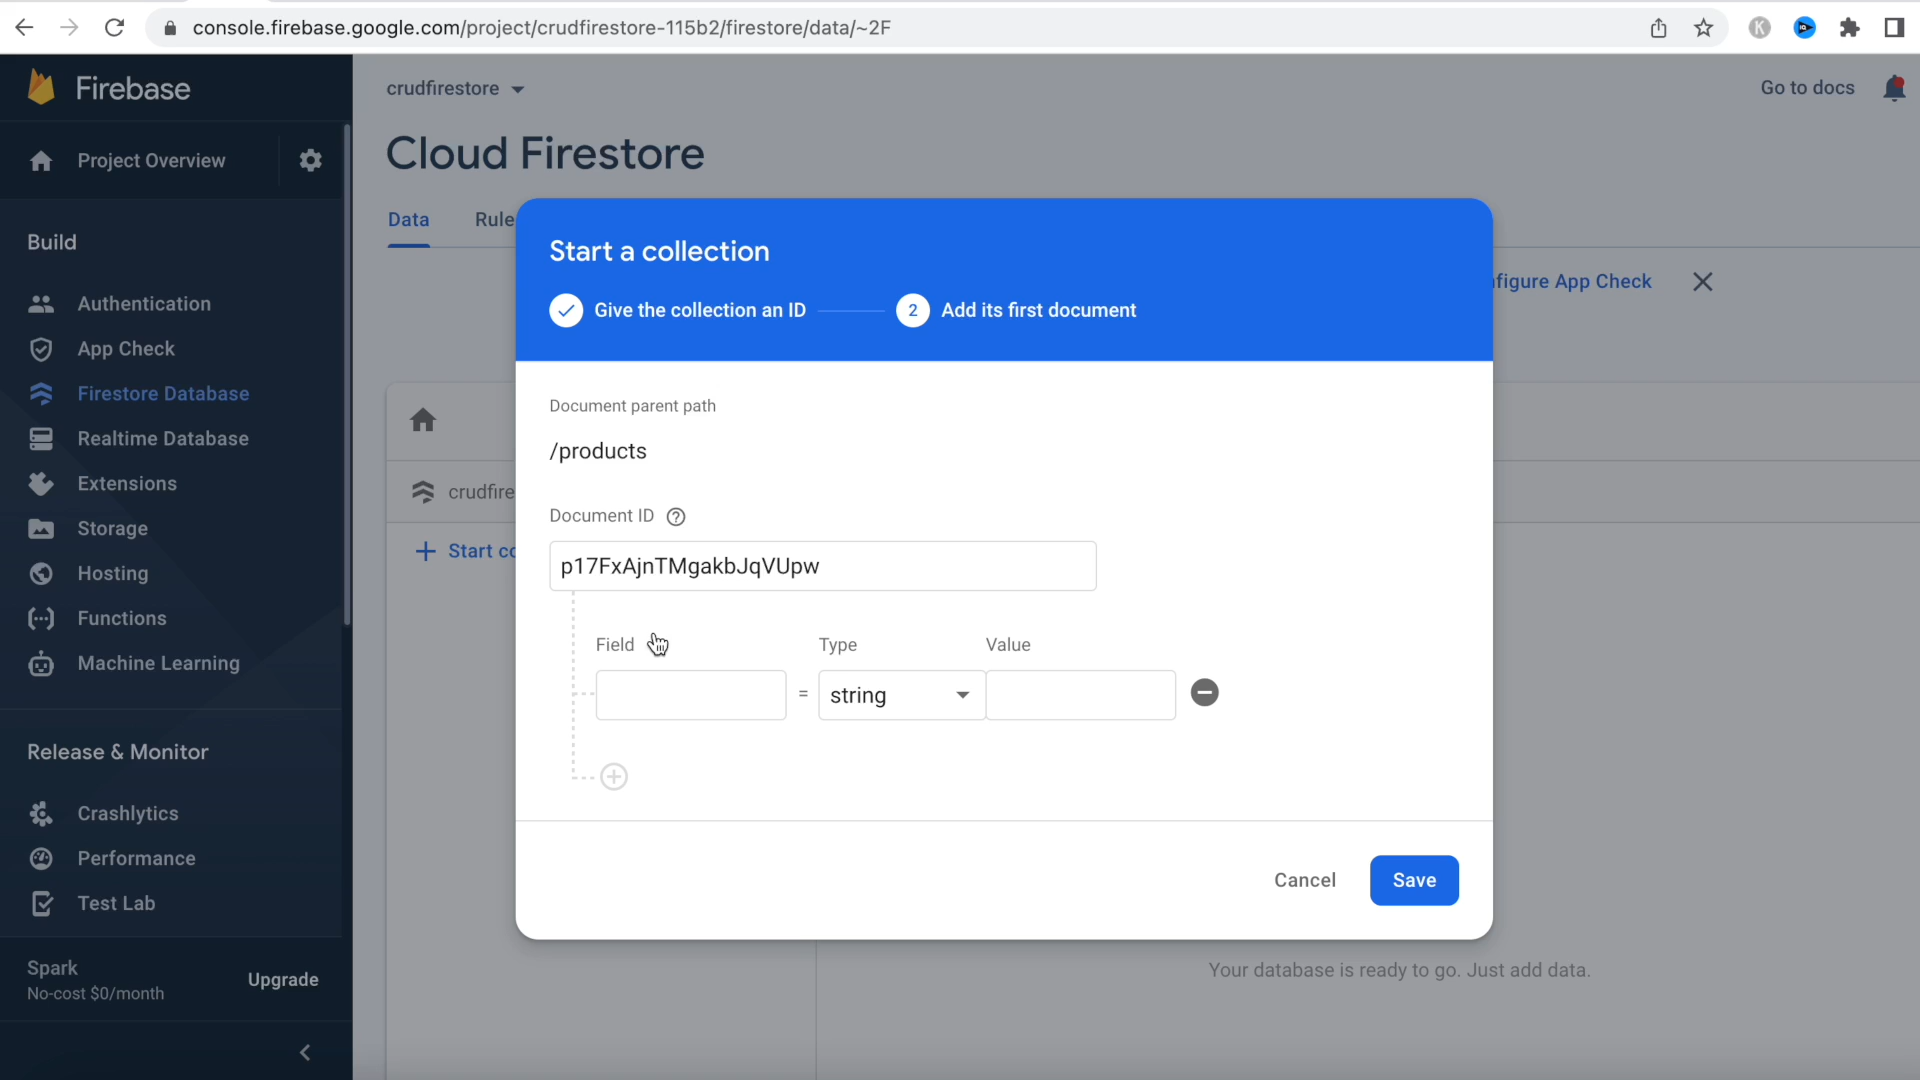 console.firebase.google.com/project/crudfirestore-115b2/firestore/data/~2F
K
Firebase
crudfirestore
Go to docs
Project Overview
Cloud Firestore
Data
Rule
Build
Start a collection
figure App Check
Give the collection an ID
2
Add its first document
Authentication
App Check
Firestore Database
Realtime Database
Extensions
Storage
Hosting
Functions
Machine Learning
Document parent path
/products
crudfire
Document ID
Start co
p17FxAjnTMgakbJqVUpw
Field
Type
Value
=
string
Release & Monitor
Crashlytics
Performance
Test Lab
Cancel
Save
Spark
No-cost $0/month
Upgrade
Your database is ready to go. Just add data.